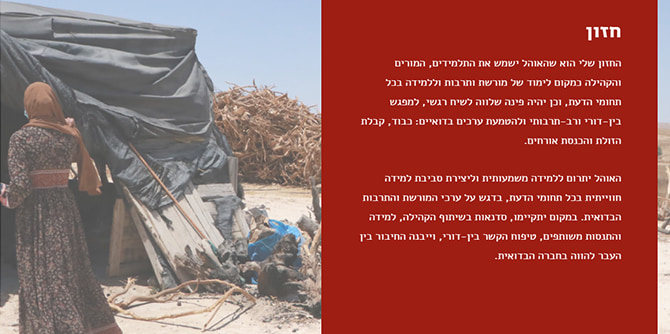 חזון
החזון שלי הוא שהאוהל ישמש את התלמידים, המורים
והקהילה כמקום לימוד של מורשת ותרבות וללמידה בכל
תחומי הדעת, וכן יהיה פינה שלווה לשיח רגשי, למפגש
בין-דורי ורב-תרבותי ולהטמעת ערכים בדואיים: כבוד, קבלת
הזולת והכנסת אורחים.
האוהל יתרום ללמידה משמעותית וליצירת סביבת למידה
חווייתית בכל תחומי הדעת, בדגש על ערכי המורשת והתרבות
הבדואית. במקום יתקיימו, סדנאות בשיתוף הקהילה, למידה
והתנסות משותפים, טיפוח הקשר בין-דורי, וייבנה החיבור בין
העבר להווה בחברה הבדואית.